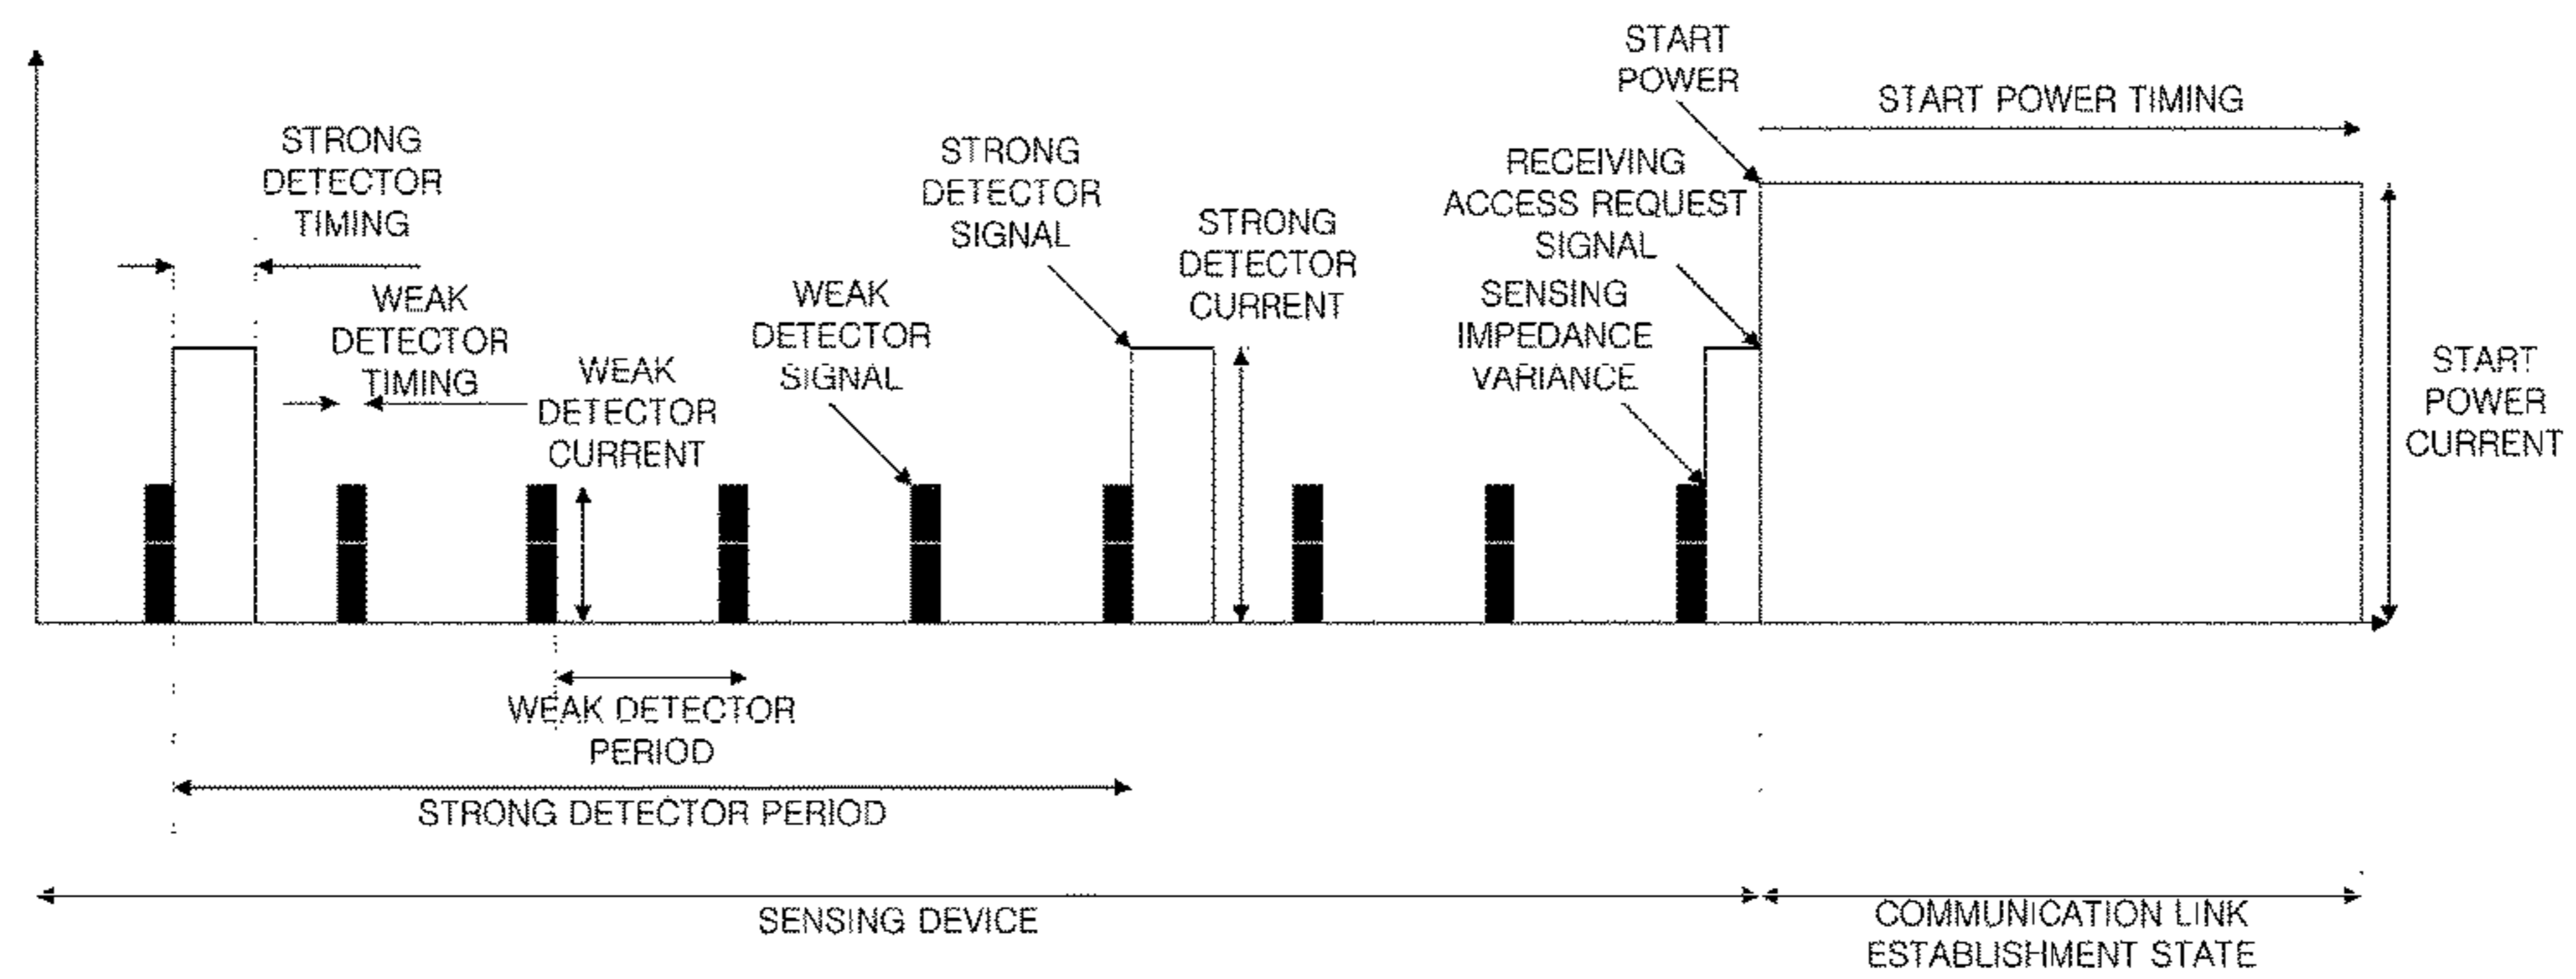 START
POWER
START POWER TIMING
STRONG
DETECTOR
TIMING
STRONG
DETECTOR
SIGNAL
RECEIVING
ACCESS REQUEST
SIGNAL
STRONG
DETECTOR
CURRENT
WEAK
DETECTOR
TIMING
WEAK
DETECTOR
SIGNAL
SENSING
IMPEDANCE
VARIANCE
WEAK
DETECTOR
CURRENT
START
POWER
CURRENT
WEAK DETECTOR
PERIOD
STRONG DETECTOR PERIOD
SENSING DEVICE
COMMUNICATION LINK
ESTABLISHMENT STATE